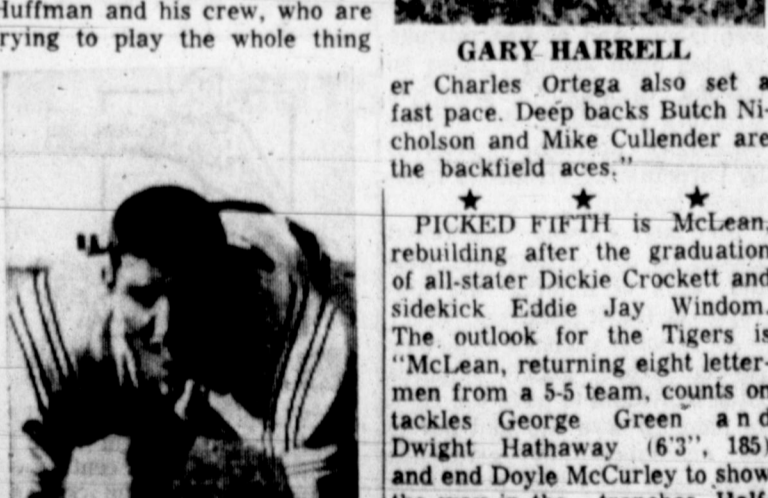 Huffman and his crew, who are
rying to play the whole thing
GARY HARRELL
er Charles Ortega also set a
fast pace. Deep backs Butch Ni-
cholson and Mike Cullender are
the backfield aces."
★ ★ ★
PICKED FIFTH is McLean,
rebuilding after the graduation
of all-stater Dickie Crockett and
sidekick Eddie Jay Windom.
The outlook for the Tigers is
"McLean, returning eight letter-
men from a 5-5 team, counts on
tackles George Green and
Dwight Hathaway (6'3", 185)
and end Doyle McCurley to show